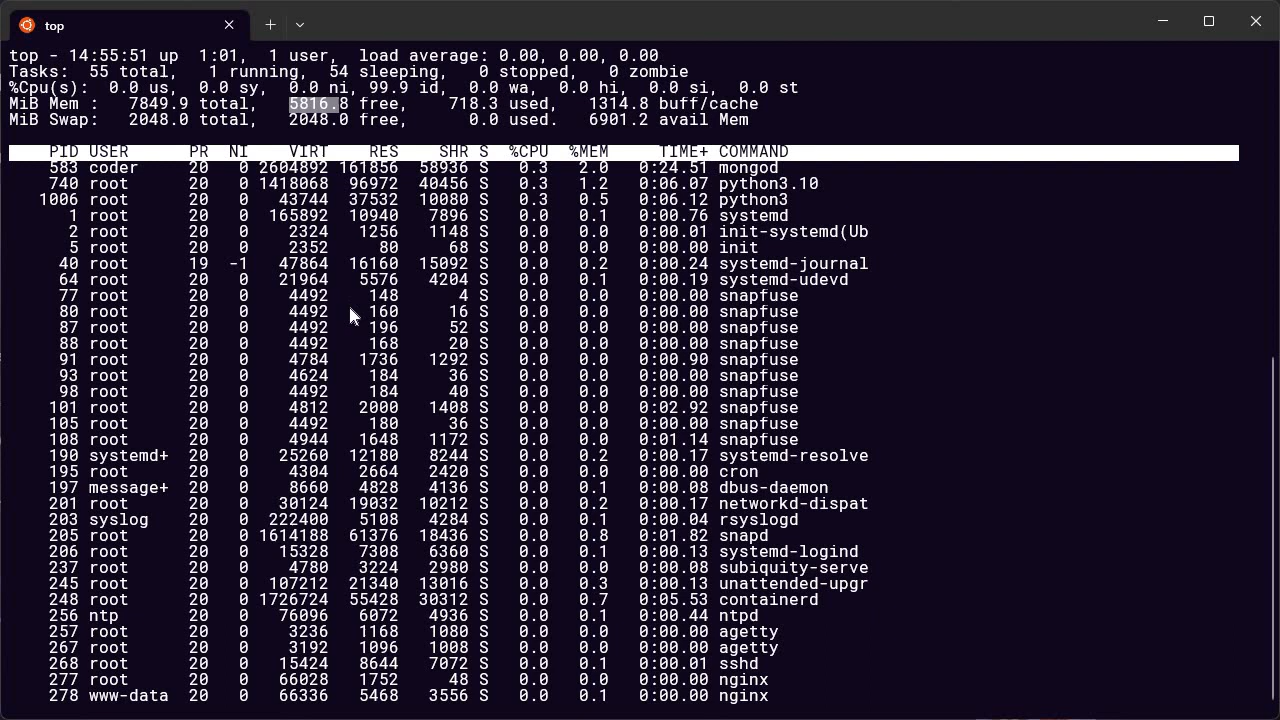 top
top - 14:55:51 up  1:01,  1 user,  load average: 0.00, 0.00, 0.00
Tasks:  55 total,   1 running,  54 sleeping,   0 stopped,   0 zombie
%Cpu(s):  0.0 us,  0.0 sy,  0.0 ni, 99.9 id,  0.0 wa,  0.0 hi,  0.0 si,  0.0 st
MiB Mem :   7849.9 total,   5816.8 free,    718.3 used,   1314.8 buff/cache
MiB Swap:   2048.0 total,   2048.0 free,      0.0 used.   6901.2 avail Mem
PID USER      PR  NI    VIRT    RES    SHR S  %CPU  %MEM     TIME+ COMMAND
583 coder     20   0 2604892 161856  58936 S   0.3   2.0   0:24.51 mongod
740 root      20   0 1418068  96972  40456 S   0.3   1.2   0:06.07 python3.10
1006 root      20   0   43744  37532  10080 S   0.3   0.5   0:06.12 python3
1 root      20   0  165892  10940   7896 S   0.0   0.1   0:00.76 systemd
2 root      20   0    2324   1256   1148 S   0.0   0.0   0:00.01 init-systemd(Ub
5 root      20   0    2352     80     68 S   0.0   0.0   0:00.00 init
40 root      19  -1   47864  16160  15092 S   0.0   0.2   0:00.24 systemd-journal
64 root      20   0   21964   5576   4204 S   0.0   0.1   0:00.19 systemd-udevd
77 root      20   0    4492    148      4 S   0.0   0.0   0:00.00 snapfuse
80 root      20   0    4492    160     16 S   0.0   0.0   0:00.00 snapfuse
87 root      20   0    4492    196     52 S   0.0   0.0   0:00.00 snapfuse
88 root      20   0    4492    168     20 S   0.0   0.0   0:00.00 snapfuse
91 root      20   0    4784   1736   1292 S   0.0   0.0   0:00.90 snapfuse
93 root      20   0    4624    184     36 S   0.0   0.0   0:00.00 snapfuse
98 root      20   0    4492    184     40 S   0.0   0.0   0:00.00 snapfuse
101 root      20   0    4812   2000   1408 S   0.0   0.0   0:02.92 snapfuse
105 root      20   0    4492    180     36 S   0.0   0.0   0:00.00 snapfuse
108 root      20   0    4944   1648   1172 S   0.0   0.0   0:01.14 snapfuse
190 systemd+  20   0   25260  12180   8244 S   0.0   0.2   0:00.17 systemd-resolve
195 root      20   0    4304   2664   2420 S   0.0   0.0   0:00.00 cron
197 message+  20   0    8660   4828   4136 S   0.0   0.1   0:00.08 dbus-daemon
201 root      20   0   30124  19032  10212 S   0.0   0.2   0:00.17 networkd-dispat
203 syslog    20   0  222400   5108   4284 S   0.0   0.1   0:00.04 rsyslogd
205 root      20   0 1614188  61376  18436 S   0.0   0.8   0:01.82 snapd
206 root      20   0   15328   7308   6360 S   0.0   0.1   0:00.13 systemd-logind
237 root      20   0    4780   3224   2980 S   0.0   0.0   0:00.08 subiquity-serve
245 root      20   0  107212  21340  13016 S   0.0   0.3   0:00.13 unattended-upgr
248 root      20   0 1726724  55428  30312 S   0.0   0.7   0:05.53 containerd
256 ntp       20   0   76096   6072   4936 S   0.0   0.1   0:00.44 ntpd
257 root      20   0    3236   1168   1080 S   0.0   0.0   0:00.00 agetty
267 root      20   0    3192   1096   1008 S   0.0   0.0   0:00.00 agetty
268 root      20   0   15424   8644   7072 S   0.0   0.1   0:00.01 sshd
277 root      20   0   66028   1752     48 S   0.0   0.0   0:00.00 nginx
278 www-data  20   0   66336   5468   3556 S   0.0   0.1   0:00.00 nginx